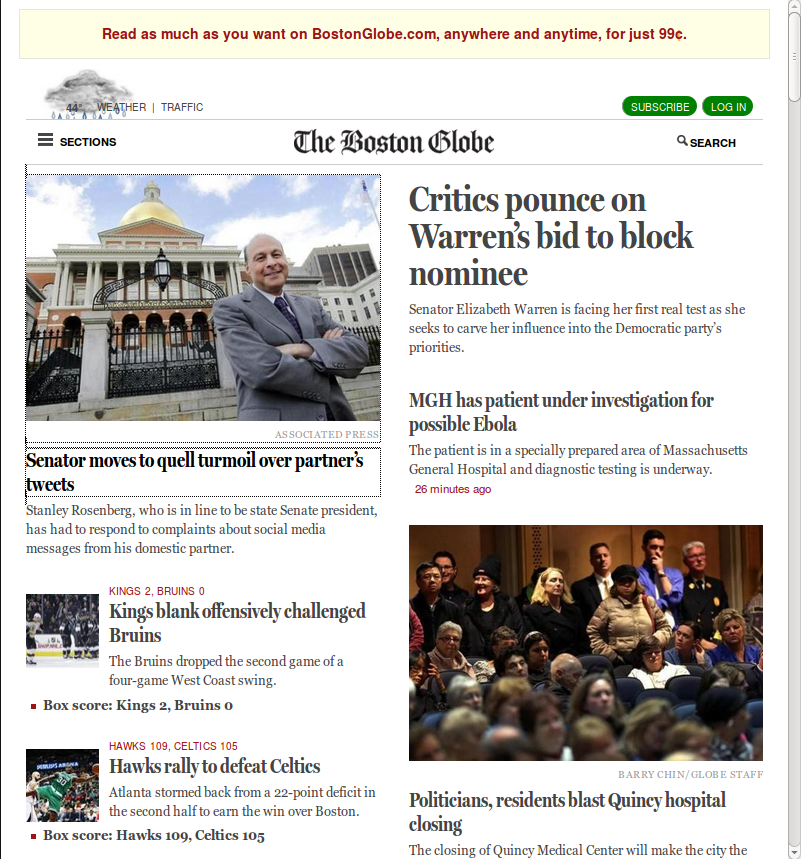 Read as much as you want on BostonGlobe.com, anywhere and anytime, for just 99¢.
44° WEATHER | TRAFFIC
SUBSCRIBE LOG IN
SECTIONS
The Boston Globe
SEARCH
ASSOCIATED PRESS
Senator moves to quell turmoil over partner's
tweets
Stanley Rosenberg, who is in line to be state Senate president,
has had to respond to complaints about social media
messages from his domestic partner.
KINGS 2, BRUINS 0
Kings blank offensively challenged
Bruins
The Bruins dropped the second game of a
four-game West Coast swing.
Box score: Kings 2, Bruins 0
HAWKS 109, CELTICS 105
Hawks rally to defeat Celtics
Atlanta stormed back from a 22-point deficit in
the second half to earn the win over Boston.
Box score: Hawks 109, Celtics 105
Critics pounce on
Warren's bid to block
nominee
Senator Elizabeth Warren is facing her first real test as she
seeks to carve her influence into the Democratic party's
priorities.
MGH has patient under investigation for
possible Ebola
The patient is in a specially prepared area of Massachusetts
General Hospital and diagnostic testing is underway.
26 minutes ago
BARRY CHIN/GLOBE STAFF
Politicians, residents blast Quincy hospital
closing
The closing of Quincy Medical Center will make the city the